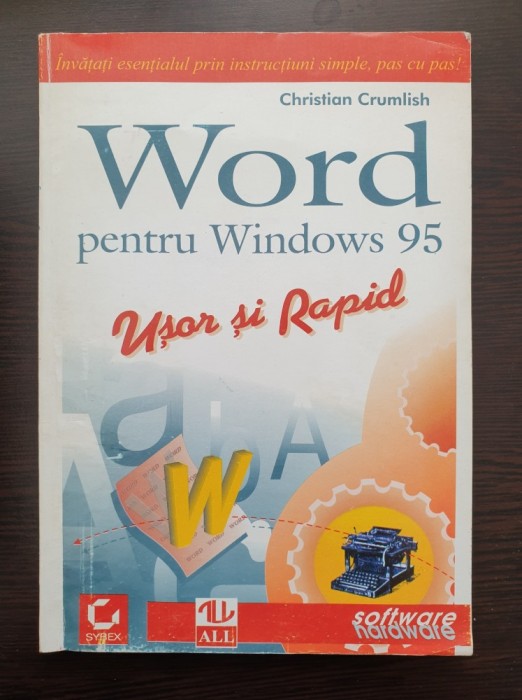 Învățați esențialul prin instrucțiuni simple, pas cu pas!
Christian Crumlish
Word
pentru Windows 95
Ușor și Rapid
a
b
A
W
WORD
SYBEX
ALL
software
hardware